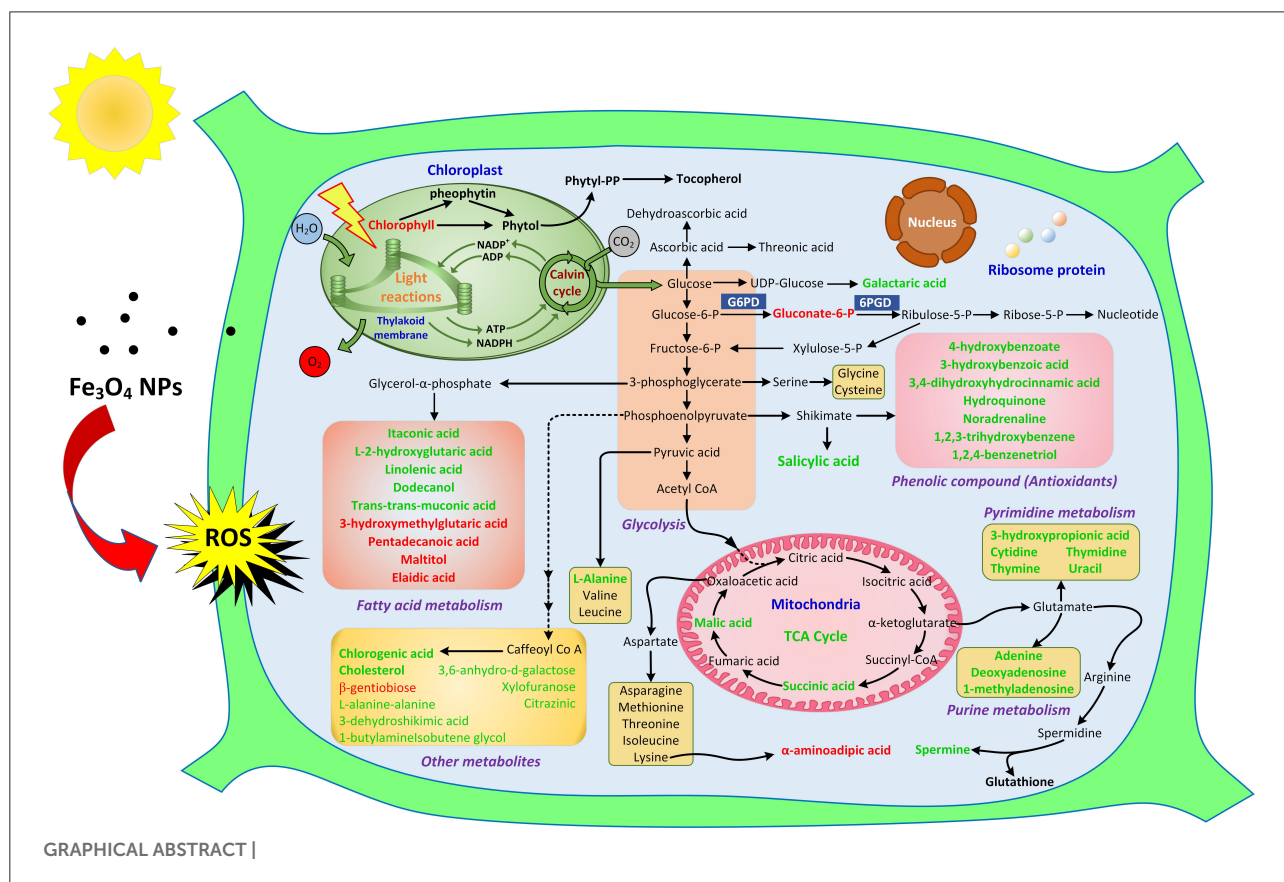 Chloroplast
pheophytin
Chlorophyll
Phytol
Phytyl-PP
Tocopherol
H₂O
NADP⁺
ADP
CO₂
Light
reactions
Calvin
cycle
Thylakoid
membrane
ATP
NADPH
O₂
Fe₃O₄ NPs
ROS
Nucleus
Ribosome protein
Dehydroascorbic acid
Ascorbic acid
Threonic acid
Glucose
UDP-Glucose
Galactaric acid
G6PD
6PGD
Glucose-6-P
Gluconate-6-P
Ribulose-5-P
Ribose-5-P
Nucleotide
Fructose-6-P
Xylulose-5-P
Glycerol-α-phosphate
3-phosphoglycerate
Serine
Glycine
Cysteine
Phosphoenolpyruvate
Shikimate
Salicylic acid
Pyruvic acid
Acetyl CoA
Glycolysis
4-hydroxybenzoate
3-hydroxybenzoic acid
3,4-dihydroxyhydrocinnamic acid
Hydroquinone
Noradrenaline
1,2,3-trihydroxybenzene
1,2,4-benzenetriol
Phenolic compound (Antioxidants)
Itaconic acid
L-2-hydroxyglutaric acid
Linolenic acid
Dodecanol
Trans-trans-muconic acid
3-hydroxymethylglutaric acid
Pentadecanoic acid
Maltitol
Elaidic acid
Fatty acid metabolism
L-Alanine
Valine
Leucine
Caffeoyl Co A
Chlorogenic acid
Cholesterol
3,6-anhydro-d-galactose
β-gentiobiose
Xylofuranose
L-alanine-alanine
Citrazinic
3-dehydroshikimic acid
1-butylamineIsobutene glycol
Other metabolites
Citric acid
Oxaloacetic acid
Isocitric acid
Mitochondria
TCA Cycle
Malic acid
α-ketoglutarate
Fumaric acid
Succinyl-CoA
Succinic acid
Aspartate
Asparagine
Methionine
Threonine
Isoleucine
Lysine
α-aminoadipic acid
Pyrimidine metabolism
3-hydroxypropionic acid
Cytidine Thymidine
Thymine Uracil
Glutamate
Adenine
Deoxyadenosine
1-methyladenosine
Purine metabolism
Arginine
Spermidine
Spermine
Glutathione
GRAPHICAL ABSTRACT |